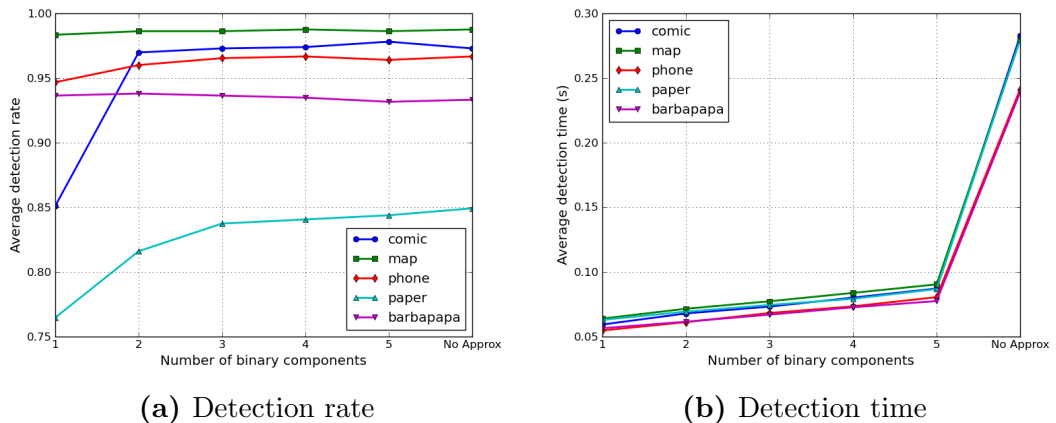 1.00
0.95
0.90
0.85
0.80
0.75
Average detection rate
comic
map
phone
paper
barbapapa
1 2 3 4 5 No Approx
Number of binary components
(a) Detection rate
0.30
0.25
0.20
0.15
0.10
0.05
Average detection time (s)
comic
map
phone
paper
barbapapa
1 2 3 4 5 No Approx
Number of binary components
(b) Detection time